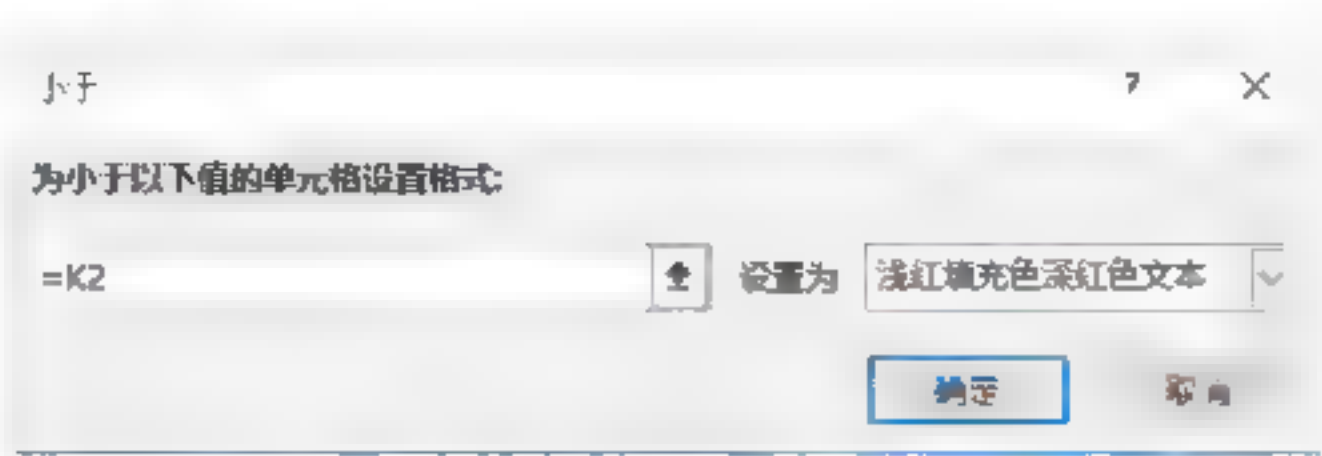 小于 ? ×
为小于以下值的单元格设置格式:
=K2 设置为 浅红填充色深红色文本
确定 取消